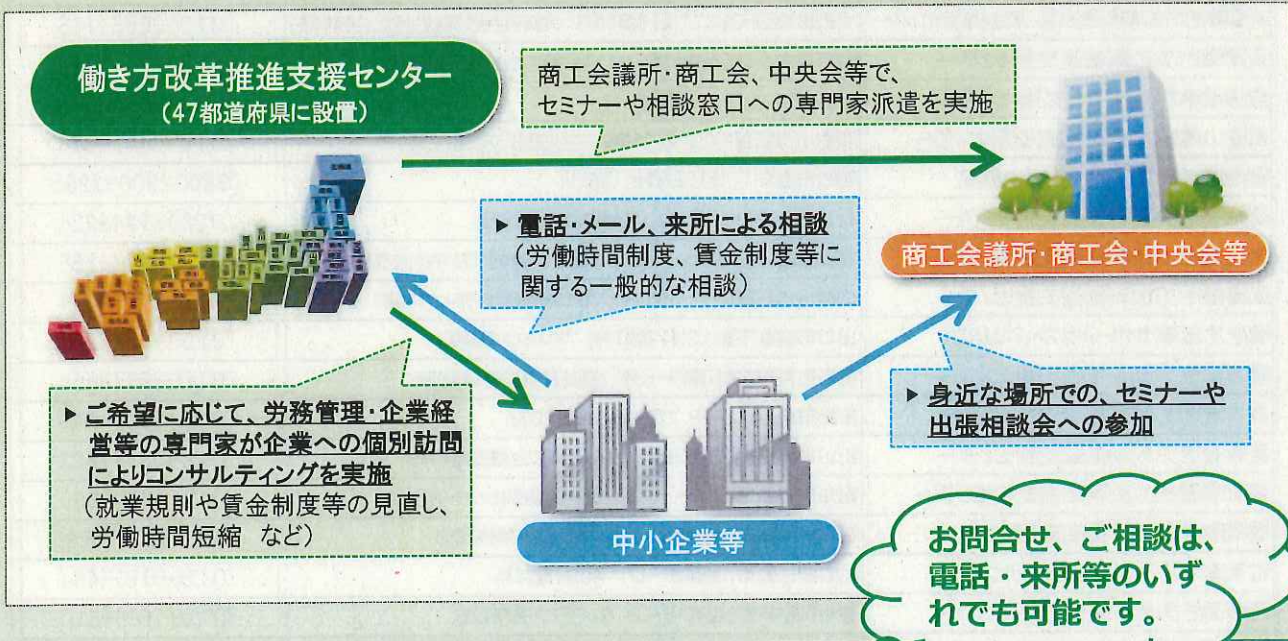 働き方改革推進支援センター
(47都道府県に設置)
商工会議所・商工会、中央会等で、
セミナーや相談窓口への専門家派遣を実施
▶ 電話・メール、来所による相談
(労働時間制度、賃金制度等に
関する一般的な相談)
商工会議所・商工会・中央会等
▶ ご希望に応じて、労務管理・企業経
営等の専門家が企業への個別訪問
によりコンサルティングを実施
(就業規則や賃金制度等の見直し、
労働時間短縮 など)
中小企業等
▶ 身近な場所での、セミナーや
出張相談会への参加
お問合せ、ご相談は、
電話・来所等のいず
れでも可能です。